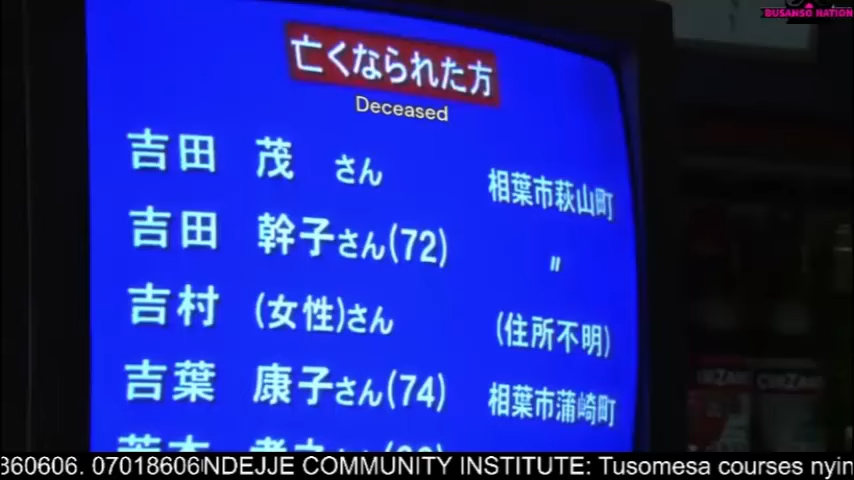 BUSANSO NATION
亡くなられた方
Deceased
吉田 茂 さん 相葉市萩山町
吉田 幹子さん(72) 〃
吉村 (女性)さん (住所不明)
吉葉 康子さん(74) 相葉市蒲崎町
360606. 07018606 NDEJJE COMMUNITY INSTITUTE: Tusomesa courses nyin